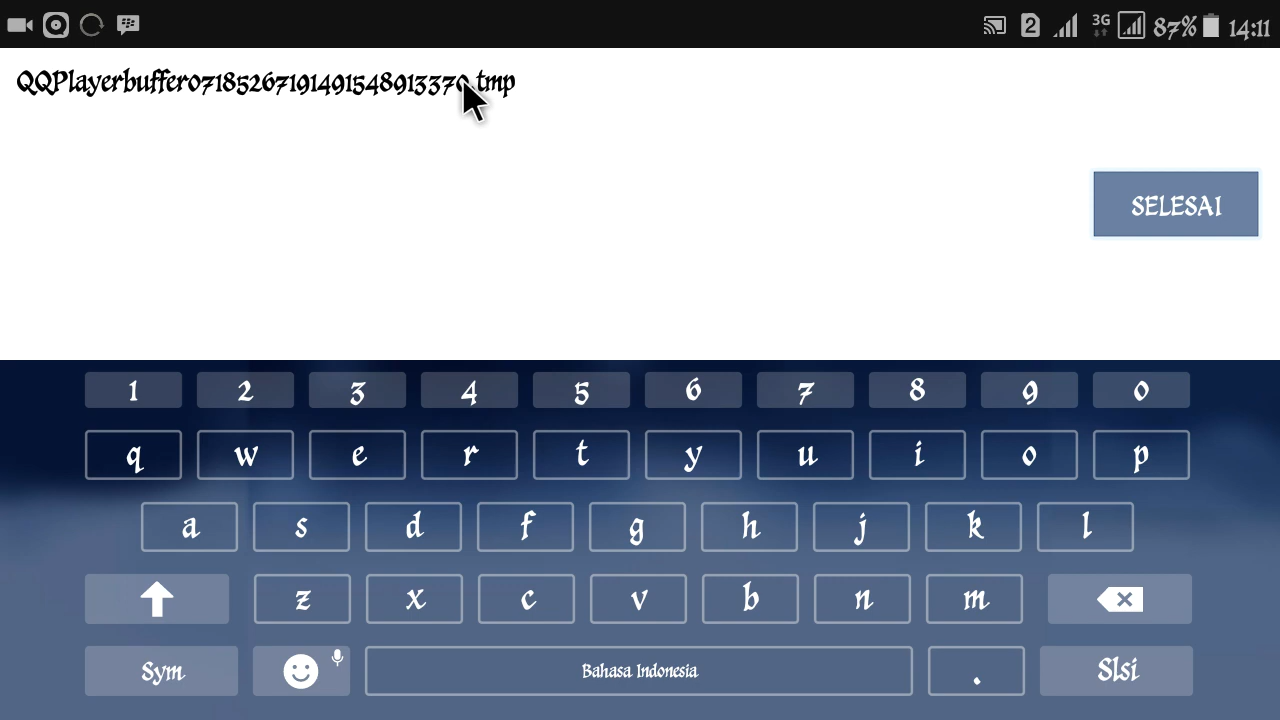 2 3G 87% 14:11
QQPlayerbuffer07185267191491548913370.tmp
SELESAI
1 2 3 4 5 6 7 8 9 0
q w e r t y u i o p
a s d f g h j k l
z x c v b n m
Sym Bahasa Indonesia . Slsi